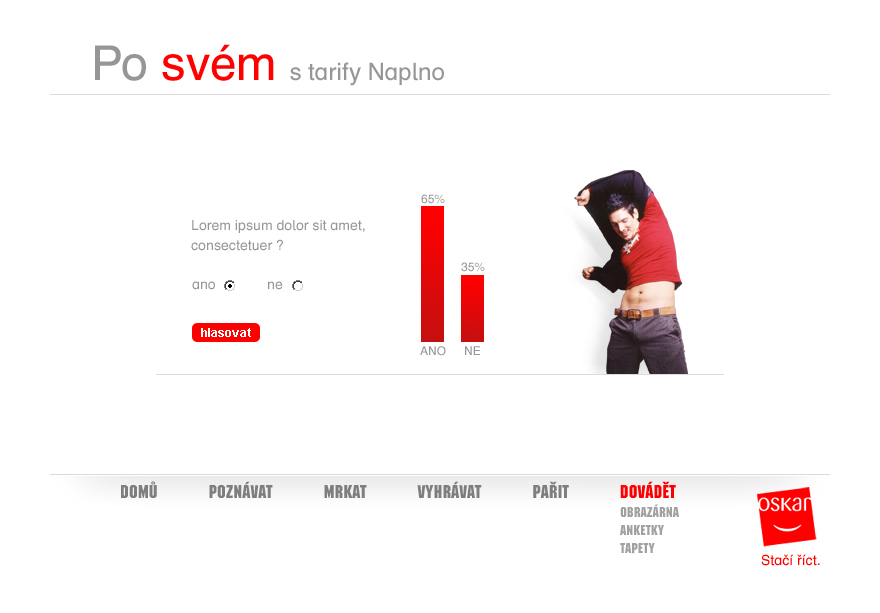 Po svém s tarify Naplno
Lorem ipsum dolor sit amet,
consectetuer ?
ano ne
hlasovat
65%
35%
ANO NE
DOMŮ POZNÁVAT MRKAT VYHRÁVAT PAŘIT DOVÁDĚT
OBRAZÁRNA
ANKETKY
TAPETY
oskar
Stačí říct.